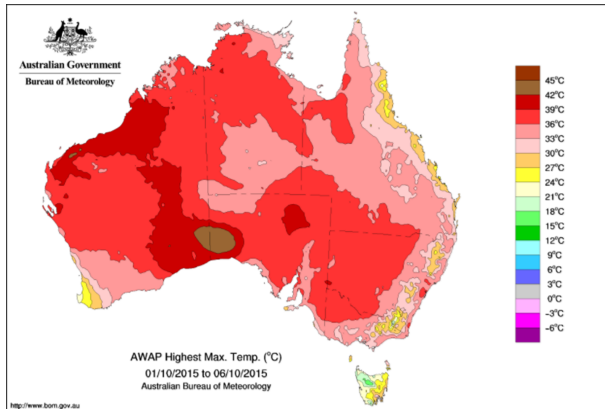 Australian Government
Bureau of Meteorology
45°C
42°C
39°C
36°C
33°C
30°C
27°C
24°C
21°C
18°C
15°C
12°C
9°C
6°C
3°C
0°C
-3°C
-6°C
AWAP Highest Max. Temp. (°C)
01/10/2015 to 06/10/2015
Australian Bureau of Meteorology
http://www.bom.gov.au